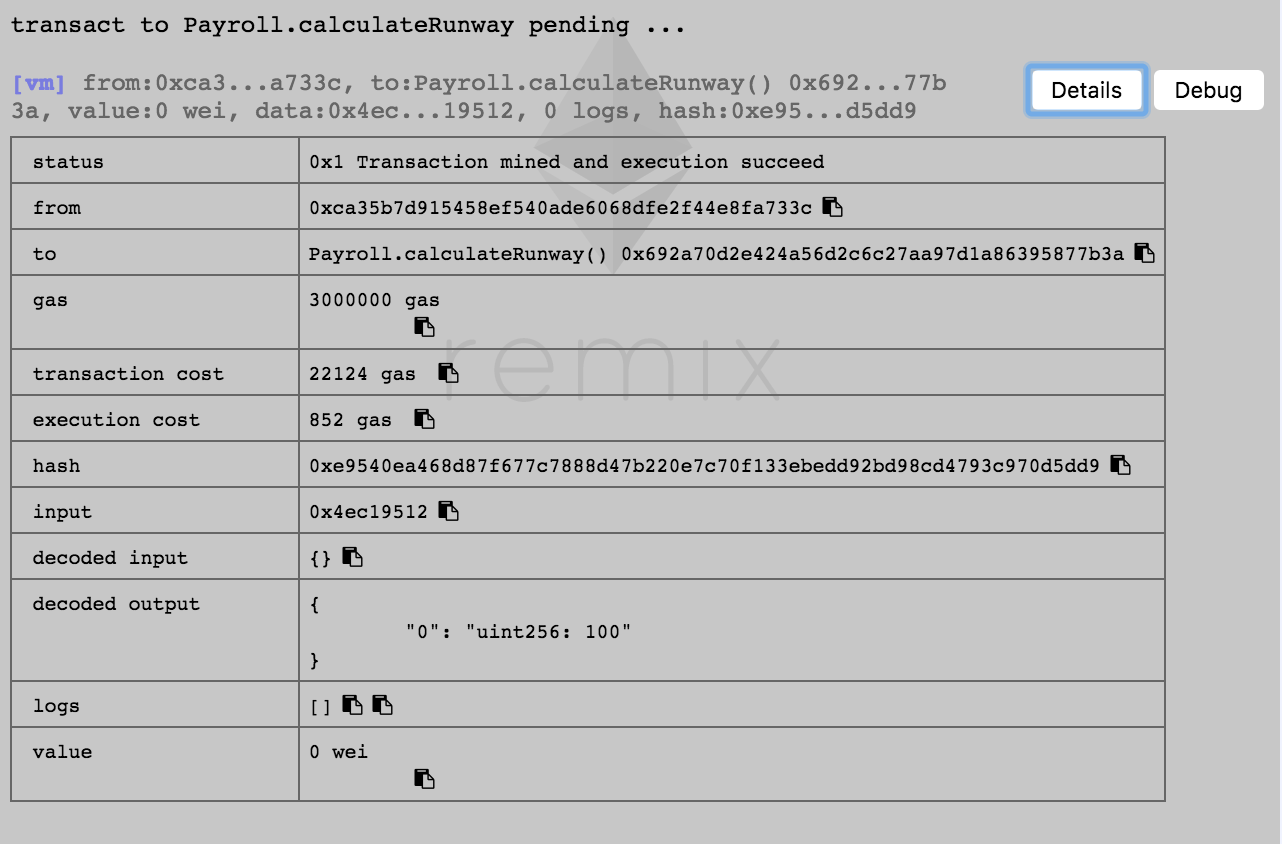 transact to Payroll.calculateRunway pending ...
[vm] from:0xca3...a733c, to:Payroll.calculateRunway() 0x692...77b
3a, value:0 wei, data:0x4ec...19512, 0 logs, hash:0xe95...d5dd9
Details Debug
status 0x1 Transaction mined and execution succeed
from 0xca35b7d915458ef540ade6068dfe2f44e8fa733c
to Payroll.calculateRunway() 0x692a70d2e424a56d2c6c27aa97d1a86395877b3a
gas 3000000 gas
remix
transaction cost 22124 gas
execution cost 852 gas
hash 0xe9540ea468d87f677c7888d47b220e7c70f133ebedd92bd98cd4793c970d5dd9
input 0x4ec19512
decoded input {}
decoded output {
"0": "uint256: 100"
}
logs []
value 0 wei